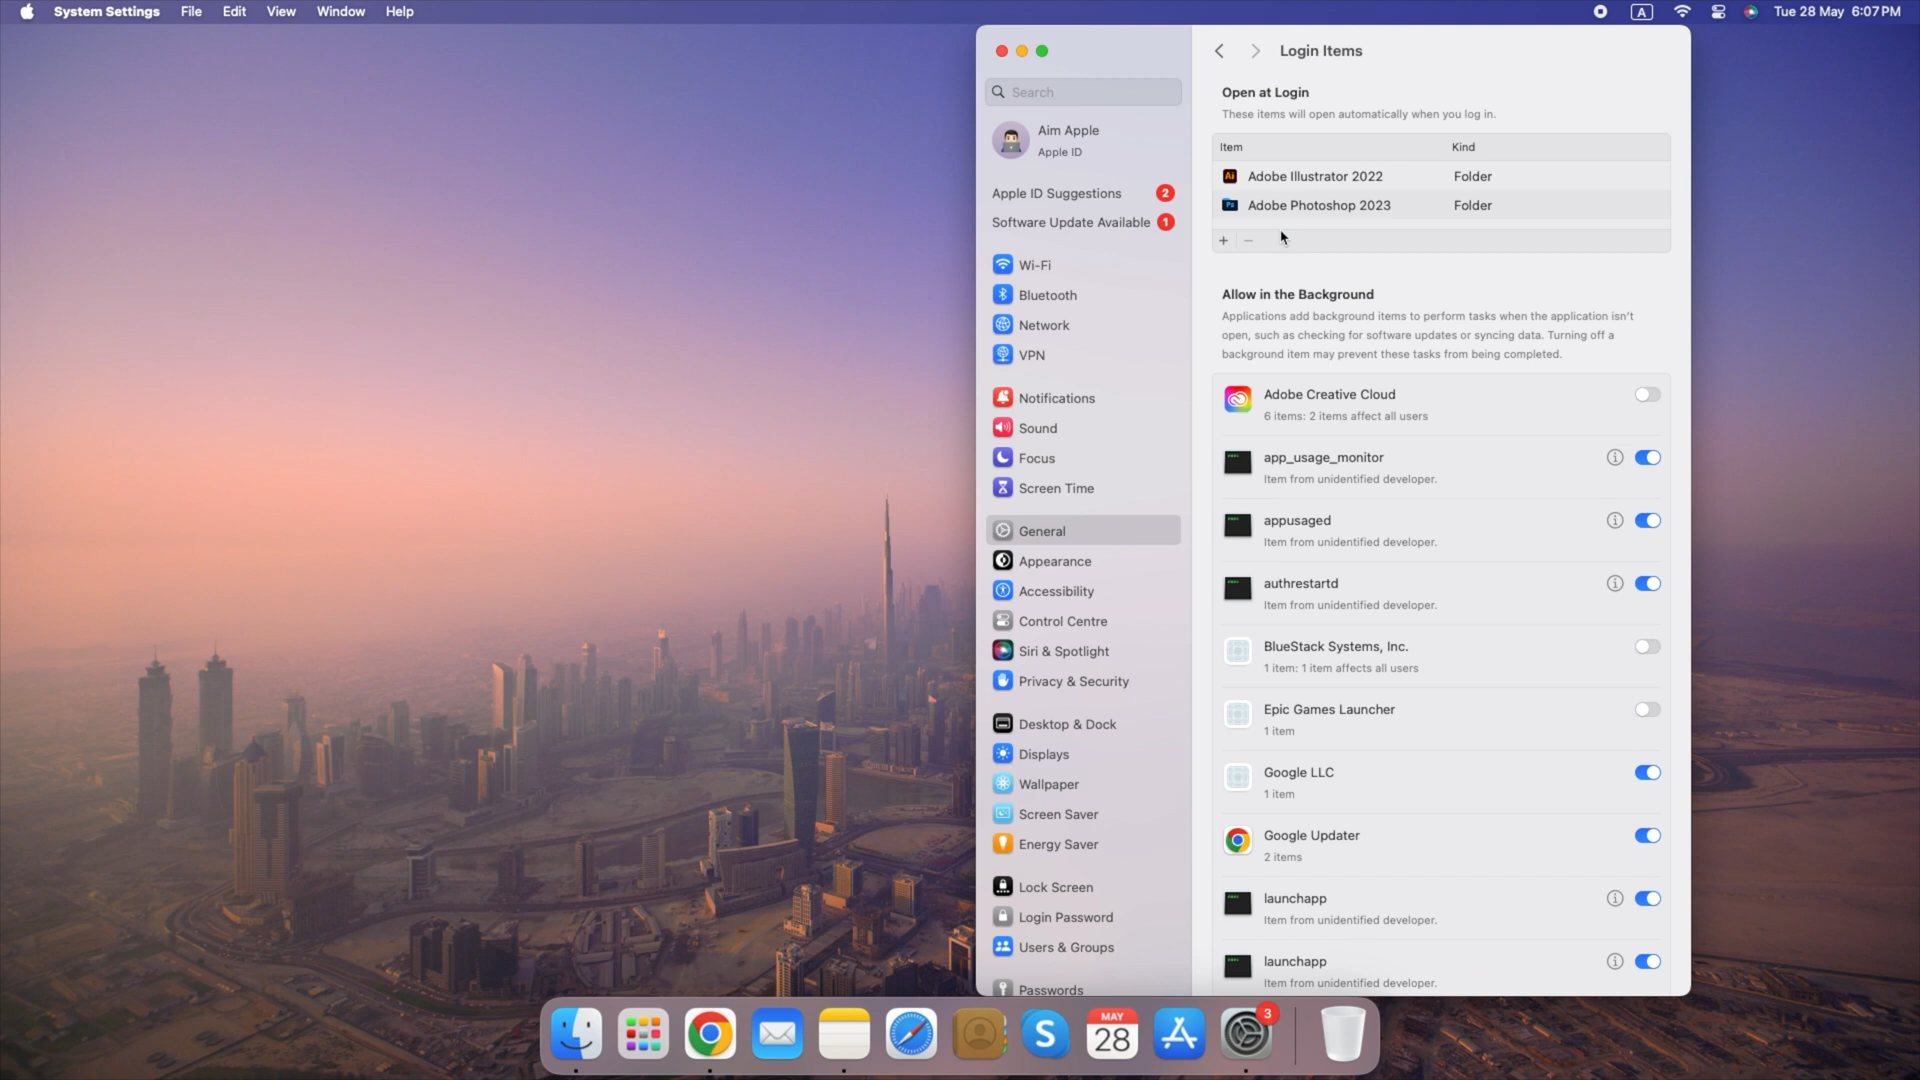 System Settings File Edit View Window Help
A Tue 28 May 6:07 PM
Login Items
Search
Aim Apple
Apple ID
Apple ID Suggestions 2
Software Update Available 1
Wi-Fi
Bluetooth
Network
VPN
Notifications
Sound
Focus
Screen Time
General
Appearance
Accessibility
Control Centre
Siri & Spotlight
Privacy & Security
Desktop & Dock
Displays
Wallpaper
Screen Saver
Energy Saver
Lock Screen
Login Password
Users & Groups
Passwords
Open at Login
These items will open automatically when you log in.
Item Kind
Ai Adobe Illustrator 2022 Folder
Ps Adobe Photoshop 2023 Folder
+ −
Allow in the Background
Applications add background items to perform tasks when the application isn't
open, such as checking for software updates or syncing data. Turning off a
background item may prevent these tasks from being completed.
Adobe Creative Cloud
6 items: 2 items affect all users
app_usage_monitor
Item from unidentified developer.
appusaged
Item from unidentified developer.
authrestartd
Item from unidentified developer.
BlueStack Systems, Inc.
1 item: 1 item affects all users
Epic Games Launcher
1 item
Google LLC
1 item
Google Updater
2 items
launchapp
Item from unidentified developer.
launchapp
Item from unidentified developer.
S
MAY
28
3